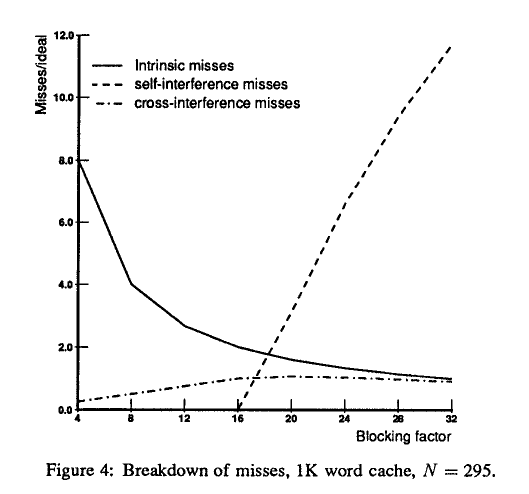 12.0
Misses/ideal
Intrinsic misses
self-interference misses
cross-interference misses
10.0
8.0
6.0
4.0
2.0
0.0
4 8 12 16 20 24 28 32
Blocking factor
Figure 4: Breakdown of misses, 1K word cache, N = 295.